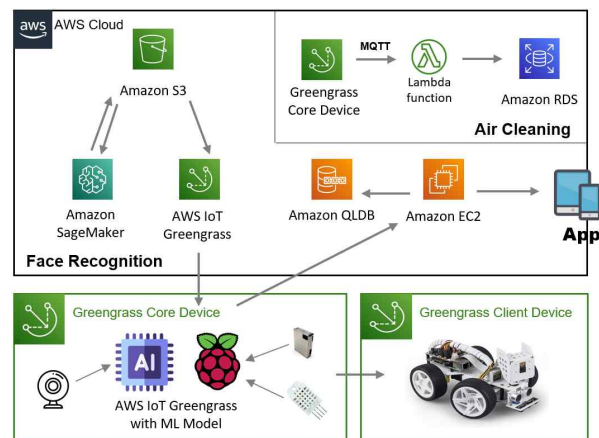 aws
AWS Cloud
Amazon S3
MQTT
Greengrass
Core Device
Lambda
function
Amazon RDS
Air Cleaning
Amazon
SageMaker
AWS IoT
Greengrass
Amazon QLDB
Amazon EC2
App
Face Recognition
Greengrass Core Device
AI
AWS IoT Greengrass
with ML Model
Greengrass Client Device